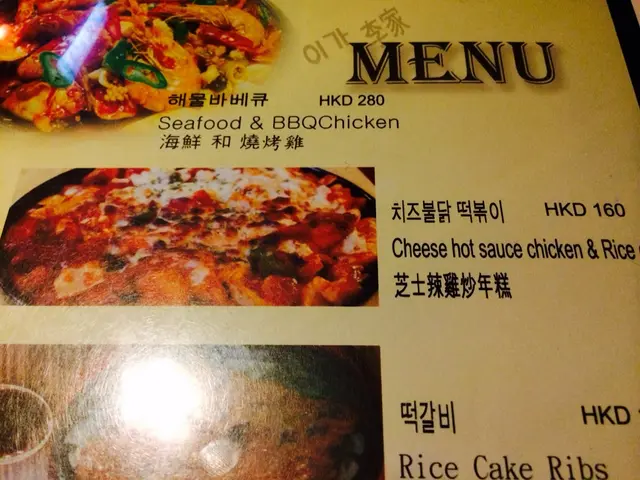 이가 李家
MENU
해물바베큐 HKD 280
Seafood & BBQChicken
海鮮 和 燒烤雞
치즈불닭 떡볶이 HKD 160
Cheese hot sauce chicken & Rice
芝士辣雞炒年糕
떡갈비 HKD
Rice Cake Ribs